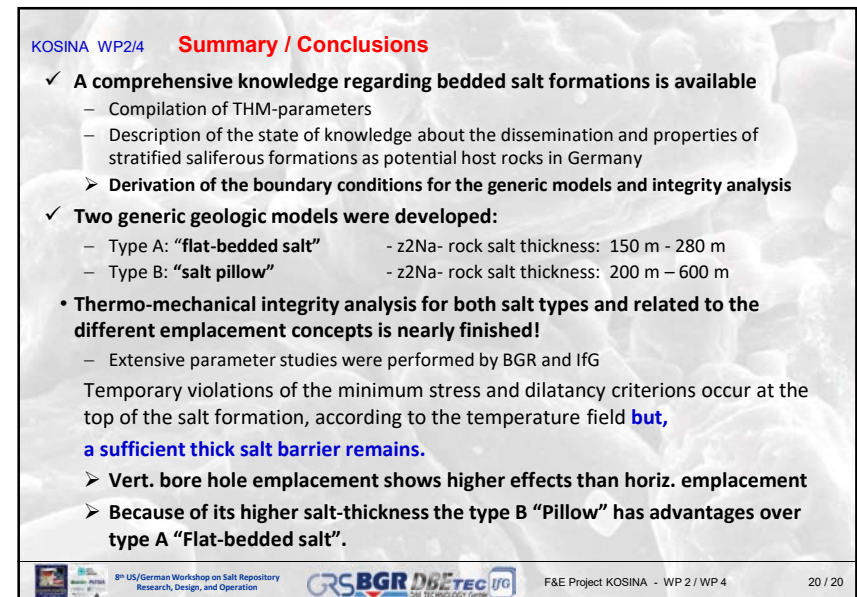 KOSINA WP2/4 Summary / Conclusions
✓ A comprehensive knowledge regarding bedded salt formations is available
– Compilation of THM-parameters
– Description of the state of knowledge about the dissemination and properties of
stratified saliferous formations as potential host rocks in Germany
➢ Derivation of the boundary conditions for the generic models and integrity analysis
✓ Two generic geologic models were developed:
– Type A: “flat-bedded salt” - z2Na- rock salt thickness: 150 m - 280 m
– Type B: “salt pillow” - z2Na- rock salt thickness: 200 m – 600 m
• Thermo-mechanical integrity analysis for both salt types and related to the
different emplacement concepts is nearly finished!
– Extensive parameter studies were performed by BGR and IfG
Temporary violations of the minimum stress and dilatancy criterions occur at the
top of the salt formation, according to the temperature field but,
a sufficient thick salt barrier remains.
➢ Vert. bore hole emplacement shows higher effects than horiz. emplacement
➢ Because of its higher salt-thickness the type B “Pillow” has advantages over
type A “Flat-bedded salt”.
8th US/German Workshop on Salt Repository
Research, Design, and Operation
GRS BGR DBE TEC IfG
DBE TECHNOLOGY GmbH
F&E Project KOSINA - WP 2 / WP 4
20 / 20